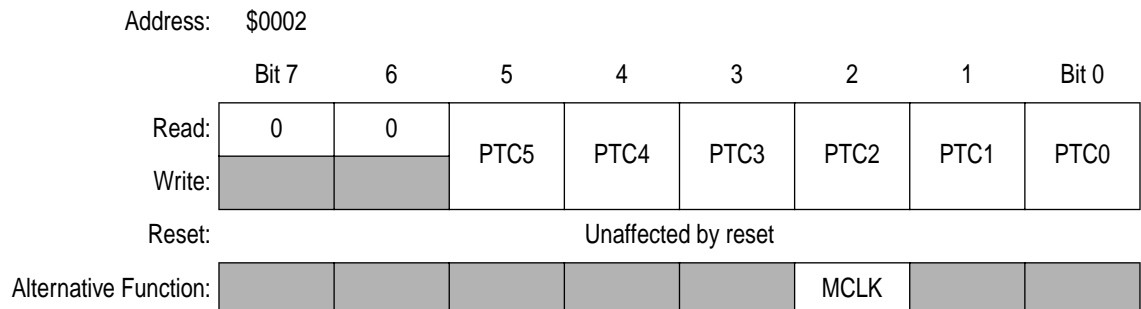 Address: $0002
Bit 7 6 5 4 3 2 1 Bit 0
Read: 0 0
PTC5 PTC4 PTC3 PTC2 PTC1 PTC0
Write:
Reset: Unaffected by reset
Alternative Function: MCLK